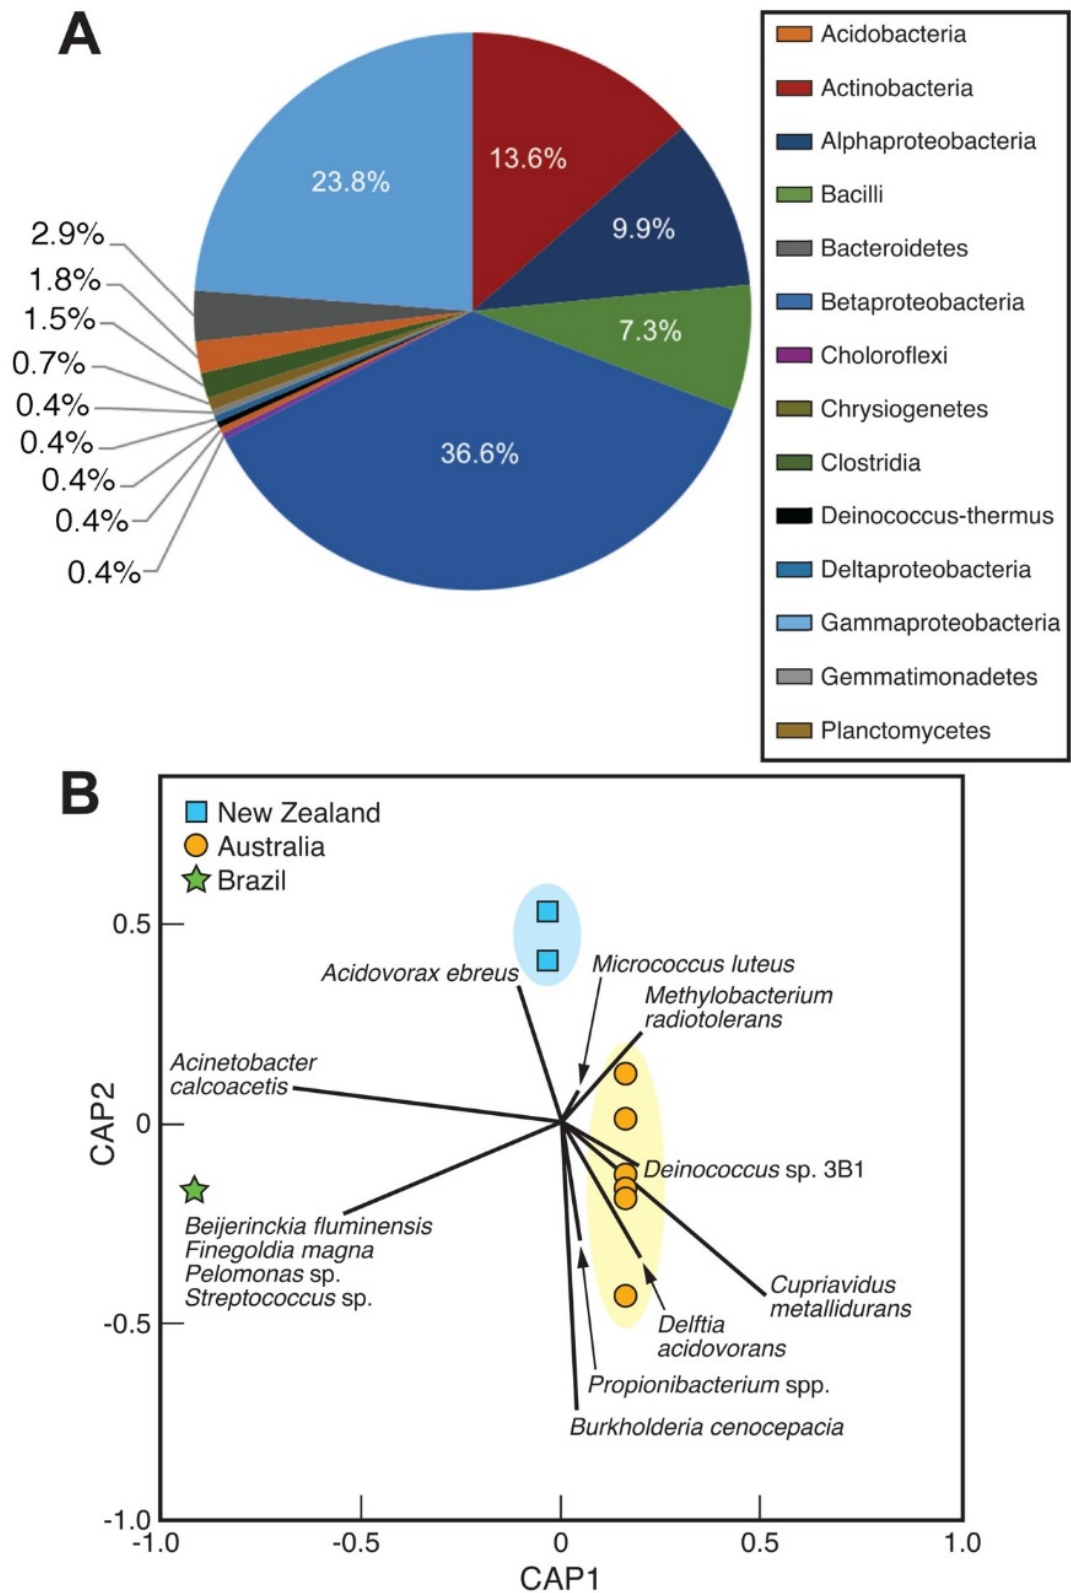 A
23.8%
13.6%
9.9%
7.3%
36.6%
2.9%
1.8%
1.5%
0.7%
0.4%
0.4%
0.4%
0.4%
0.4%
Acidobacteria
Actinobacteria
Alphaproteobacteria
Bacilli
Bacteroidetes
Betaproteobacteria
Choloroflexi
Chrysiogenetes
Clostridia
Deinococcus-thermus
Deltaproteobacteria
Gammaproteobacteria
Gemmatimonadetes
Planctomycetes
B
New Zealand
Australia
Brazil
CAP2
0.5
0
-0.5
-1.0
Acidovorax ebreus
Micrococcus luteus
Methylobacterium
radiotolerans
Acinetobacter
calcoacetis
Deinococcus sp. 3B1
Beijerinckia fluminensis
Finegoldia magna
Pelomonas sp.
Streptococcus sp.
Cupriavidus
metallidurans
Delftia
acidovorans
Propionibacterium spp.
Burkholderia cenocepacia
-1.0
-0.5
0
0.5
1.0
CAP1